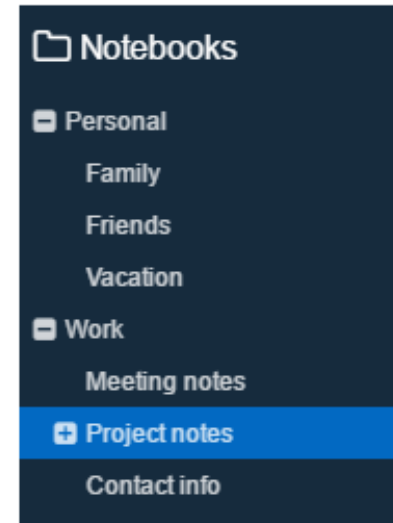 Notebooks
Personal
Family
Friends
Vacation
Work
Meeting notes
Project notes
Contact info